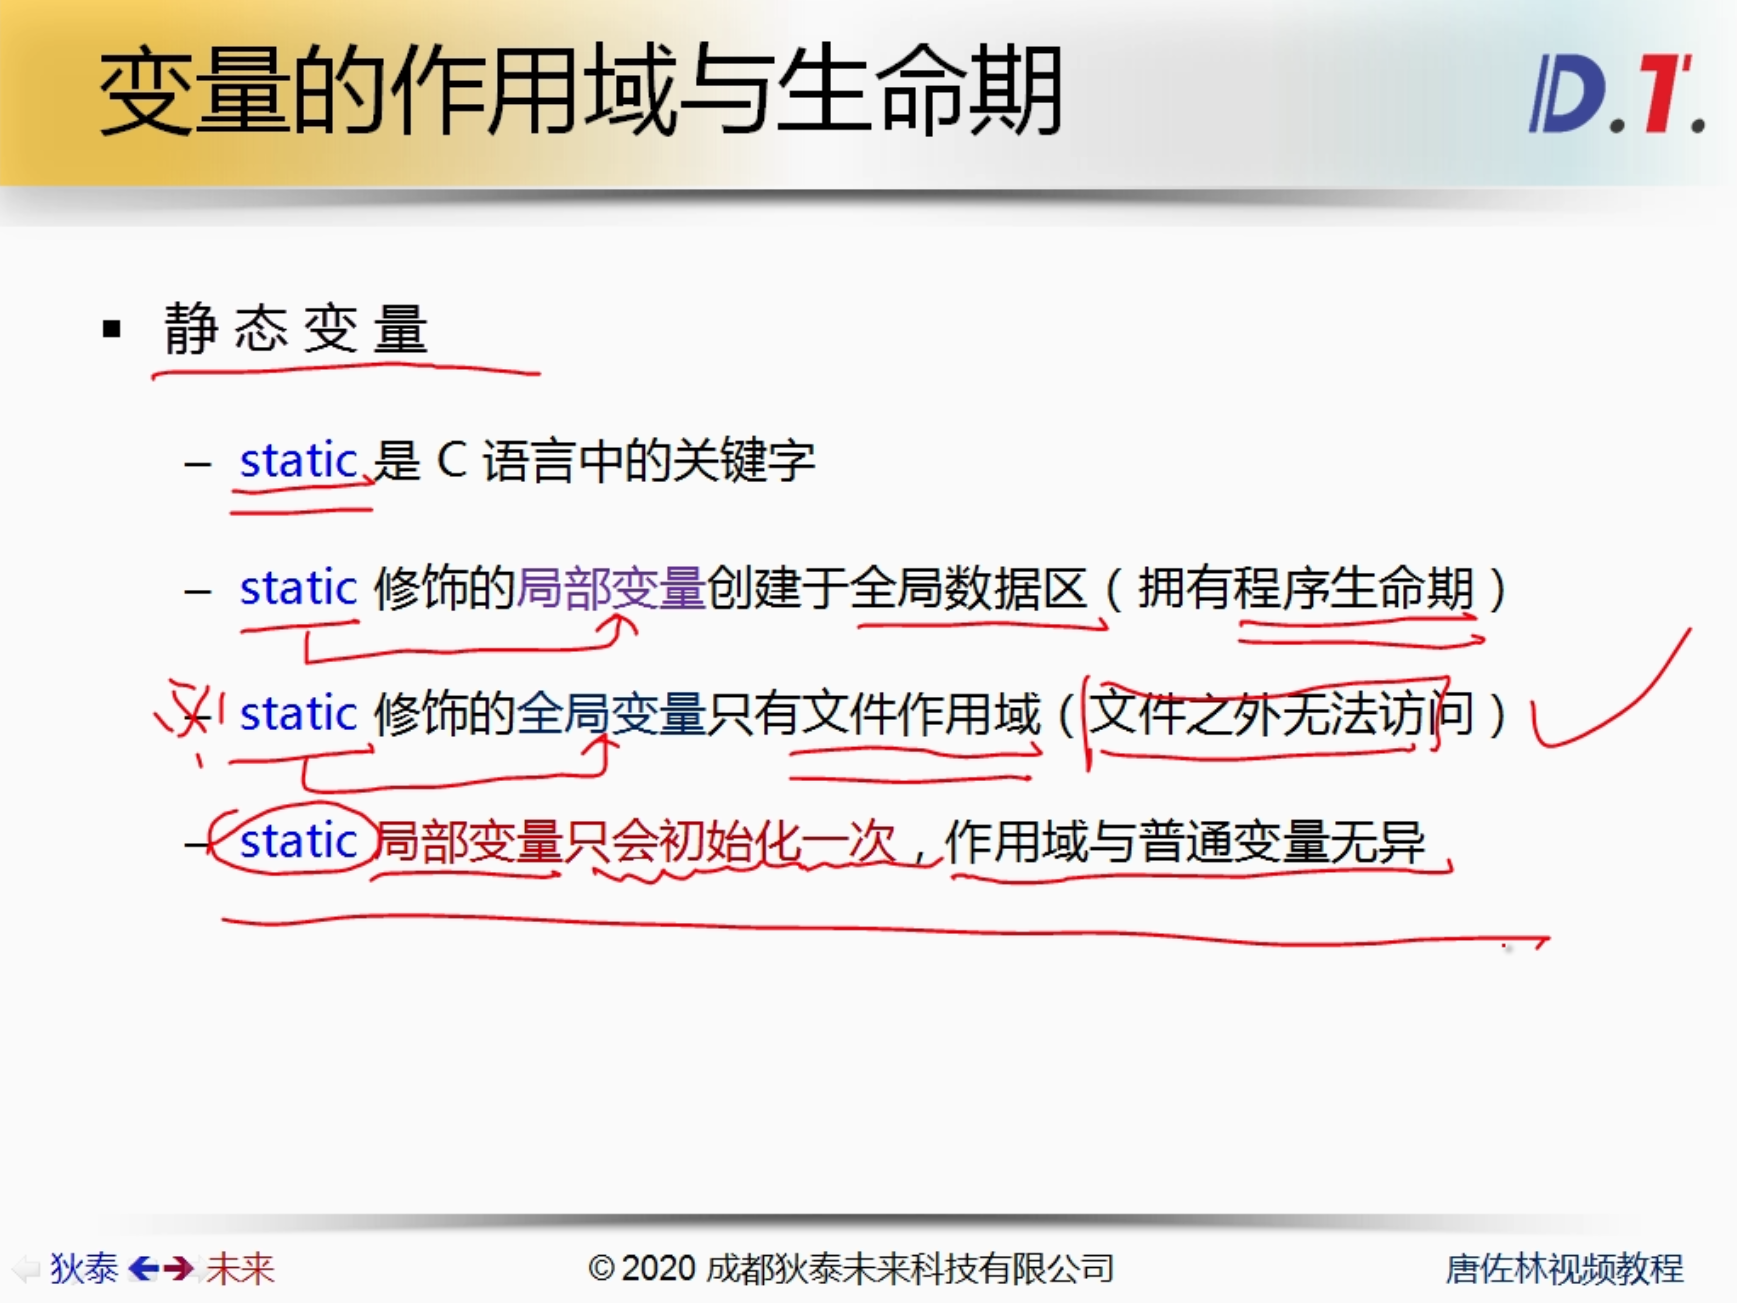 变量的作用域与生命期
D.T.
▪ 静 态 变 量
– static 是 C 语言中的关键字
– static 修饰的局部变量创建于全局数据区（拥有程序生命期）
– static 修饰的全局变量只有文件作用域（文件之外无法访问）
– static 局部变量只会初始化一次，作用域与普通变量无异
狄泰 未来
© 2020 成都狄泰未来科技有限公司
唐佐林视频教程